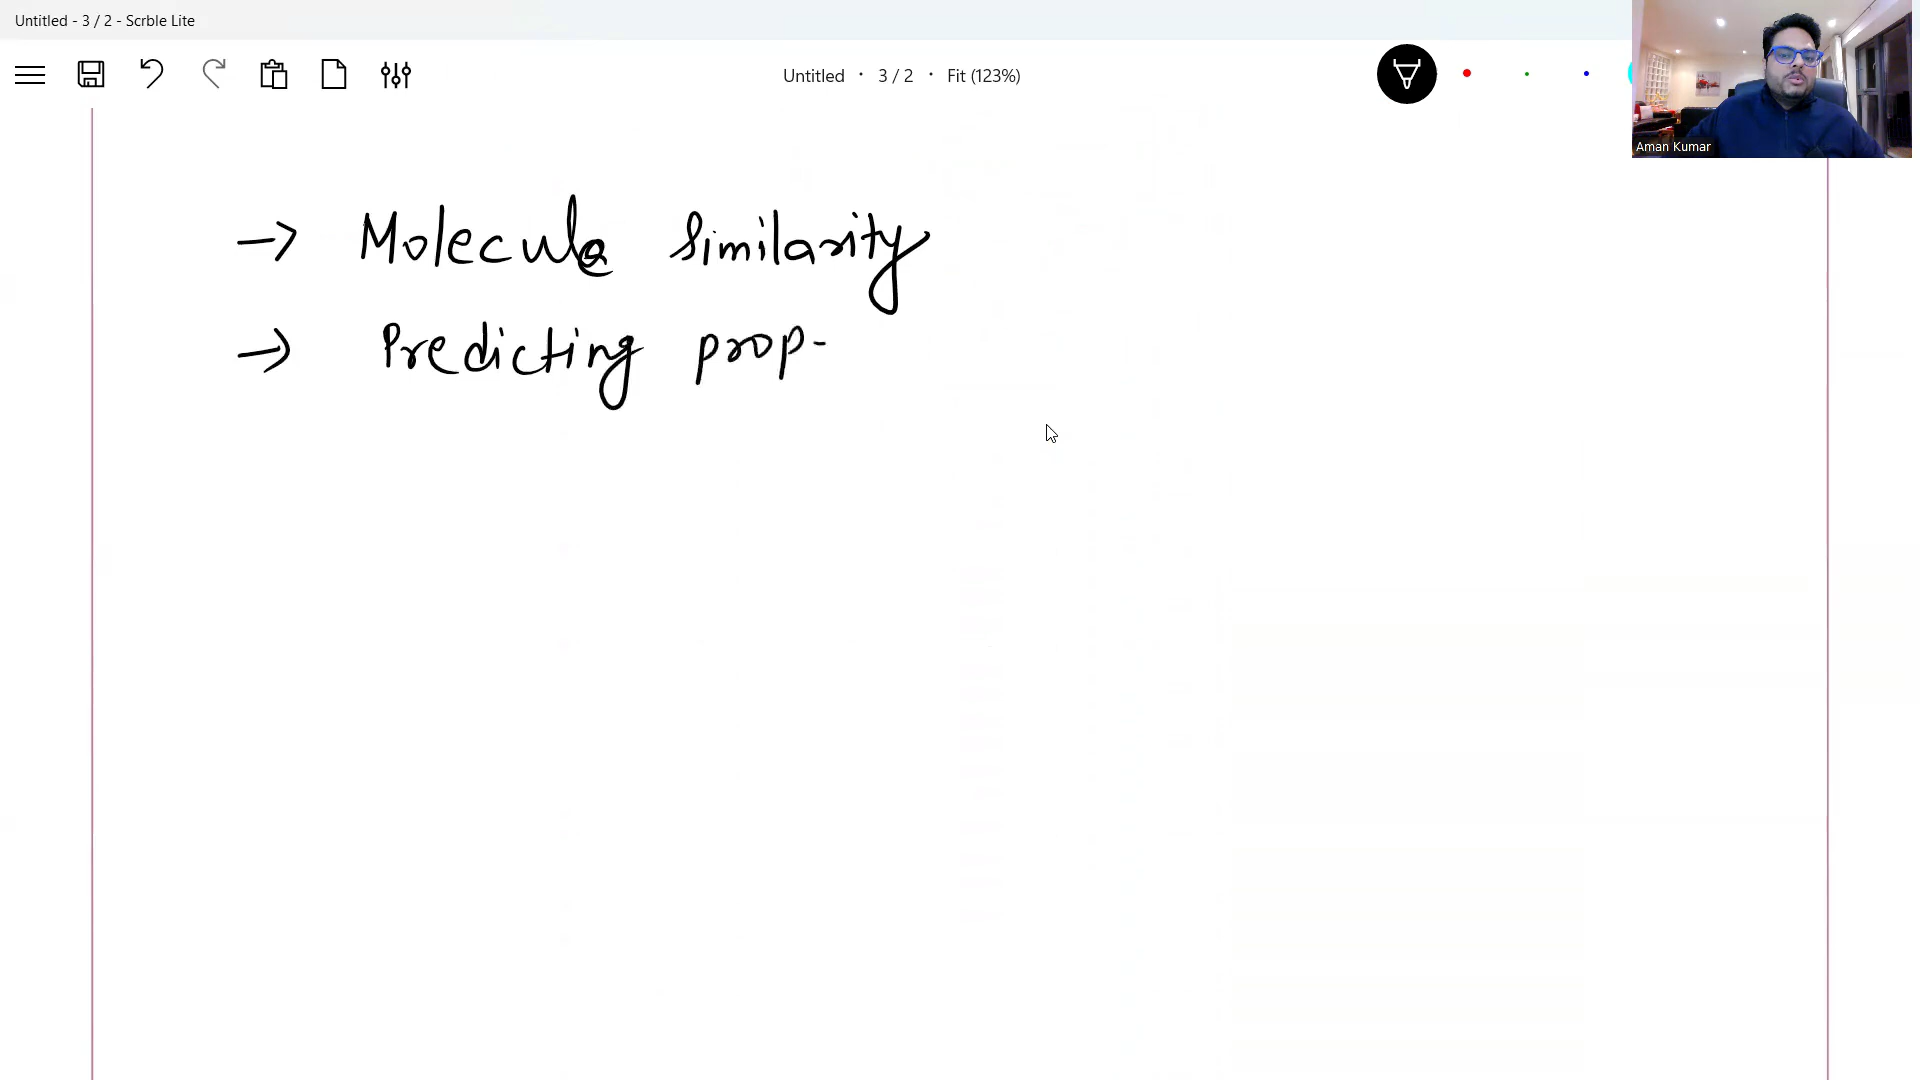 Untitled - 3 / 2 - Scrble Lite
Untitled • 3 / 2 • Fit (123%)
Aman Kumar
→ Molecule Similarity
→ Predicting prop-